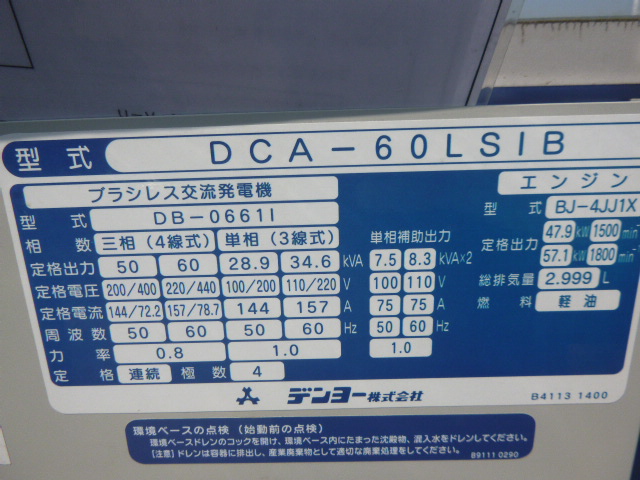 型式 DCA-60LSIB
ブラシレス交流発電機
型式 DB-0661I
相数 三相(4線式) 単相(3線式) 単相補助出力
定格出力 50 60 28.9 34.6 kVA 7.5 8.3 kVA×2
定格電圧 200/400 220/440 100/200 110/220 V 100 110 V
定格電流 144/72.2 157/78.7 144 157 A 75 75 A
周波数 50 60 50 60 Hz 50 60 Hz
力率 0.8 1.0 1.0
定格 連続 極数 4
エンジン
型式 BJ-4JJ1X
定格出力 47.9 kW 1500 min⁻¹
57.1 kW 1800 min⁻¹
総排気量 2.999 L
燃料 軽油
デンヨー株式会社
B4113 1400
環境ベースの点検(始動前の点検)
環境ベースドレンのコックを開け、環境ベース内にたまった沈殿物、混入水をドレンしてください。
[注意]ドレンは容器に排出し、産業廃棄物として適切な廃棄処理をしてください。
B9111 0290